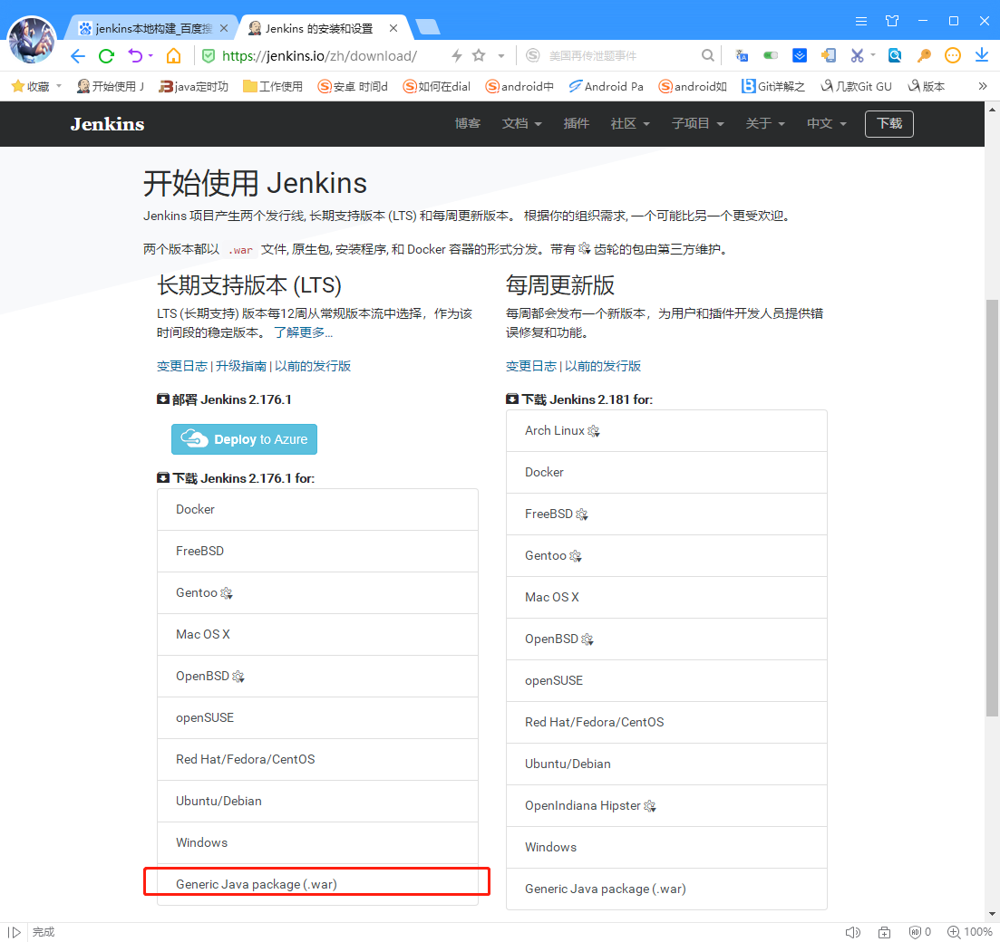 jenkins本地构建_百度搜
Jenkins 的安装和设置
https://jenkins.io/zh/download/
美国再传泄题事件
收藏
开始使用 J
java定时功
工作使用
安卓 时间d
如何在dial
android中
Android Pa
android如
Git详解之
几款Git GU
版本
Jenkins
博客
文档
插件
社区
子项目
关于
中文
下载
开始使用 Jenkins
Jenkins 项目产生两个发行线, 长期支持版本 (LTS) 和每周更新版本。 根据你的组织需求, 一个可能比另一个更受欢迎。
两个版本都以 .war 文件, 原生包, 安装程序, 和 Docker 容器的形式分发。带有 齿轮的包由第三方维护。
长期支持版本 (LTS)
LTS (长期支持) 版本每12周从常规版本流中选择，作为该
时间段的稳定版本。 了解更多...
变更日志 | 升级指南 | 以前的发行版
部署 Jenkins 2.176.1
Deploy to Azure
下载 Jenkins 2.176.1 for:
Docker
FreeBSD
Gentoo
Mac OS X
OpenBSD
openSUSE
Red Hat/Fedora/CentOS
Ubuntu/Debian
Windows
Generic Java package (.war)
每周更新版
每周都会发布一个新版本，为用户和插件开发人员提供错
误修复和功能。
变更日志 | 以前的发行版
下载 Jenkins 2.181 for:
Arch Linux
Docker
FreeBSD
Gentoo
Mac OS X
OpenBSD
openSUSE
Red Hat/Fedora/CentOS
Ubuntu/Debian
OpenIndiana Hipster
Windows
Generic Java package (.war)
完成
0
100%